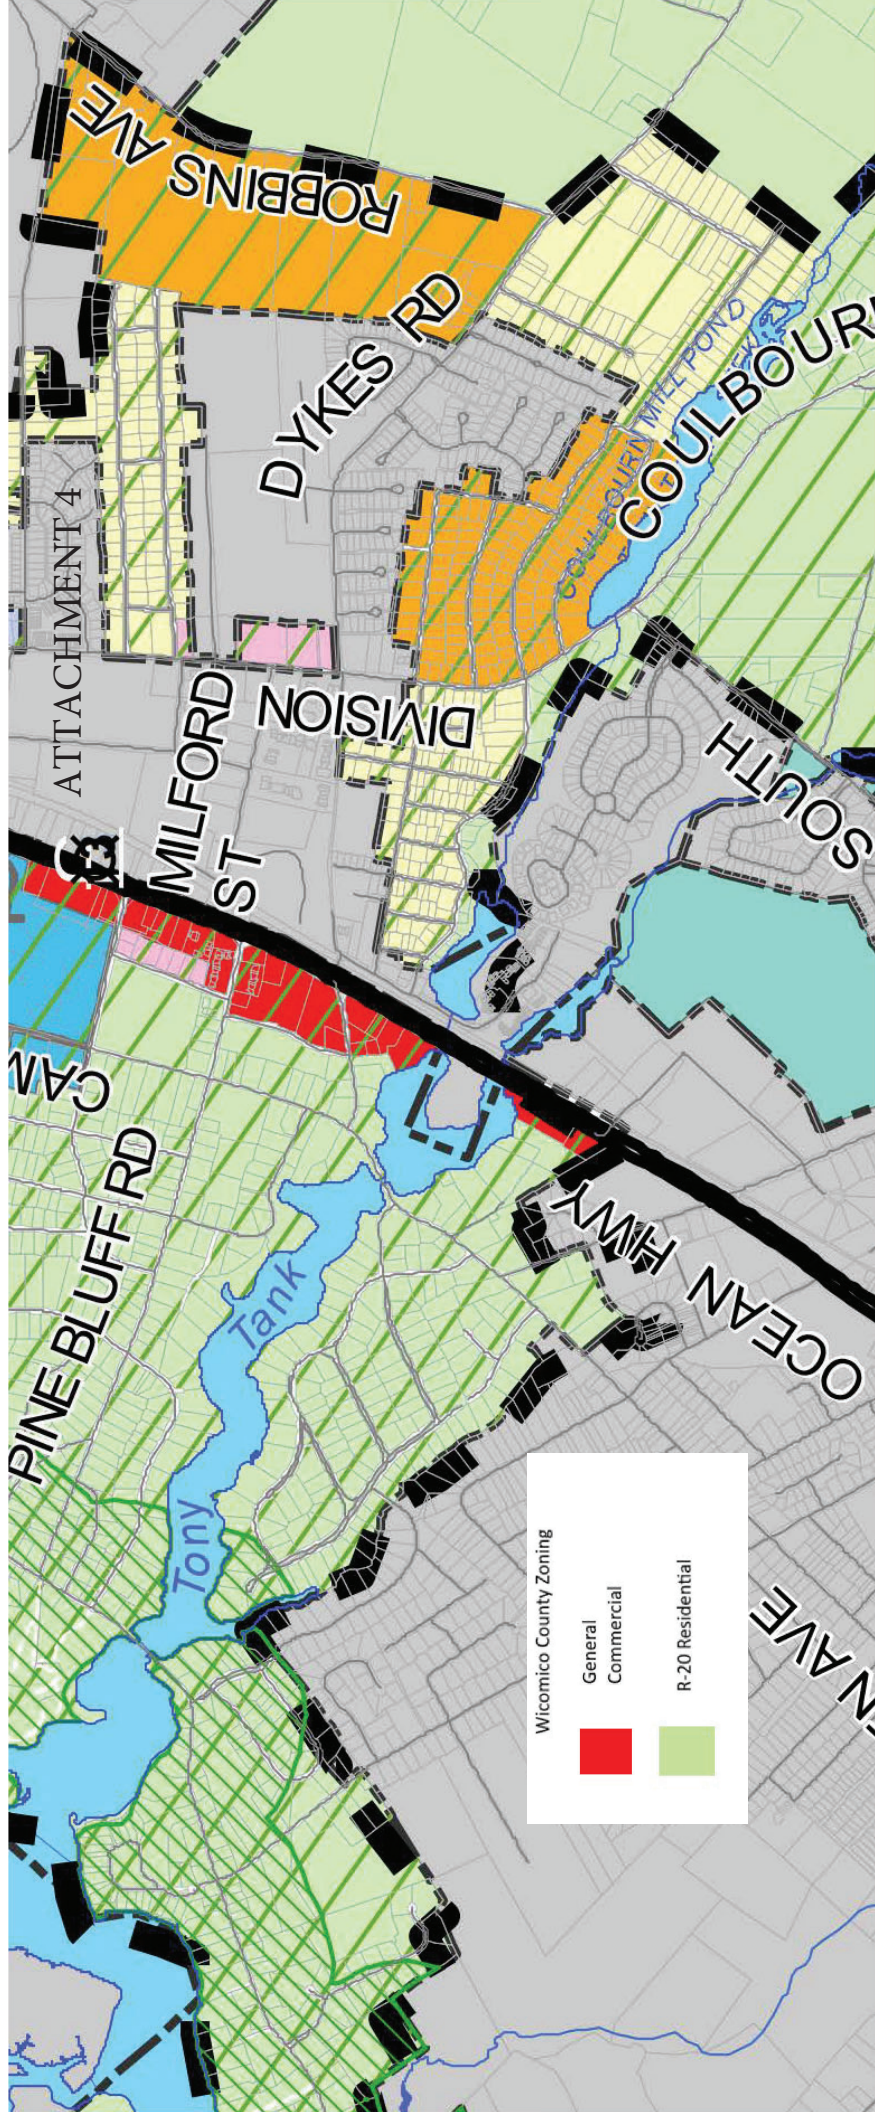 ATTACHMENT 4
ROBBINS AVE
DYKES RD
MILFORD
ST
DIVISION
COULBOURN MILL POND
COULBOUR
SOUTH
CAM
PINE BLUFF RD
Tony
Tank
OCEAN HWY
N AVE
Wicomico County Zoning
General
Commercial
R-20 Residential